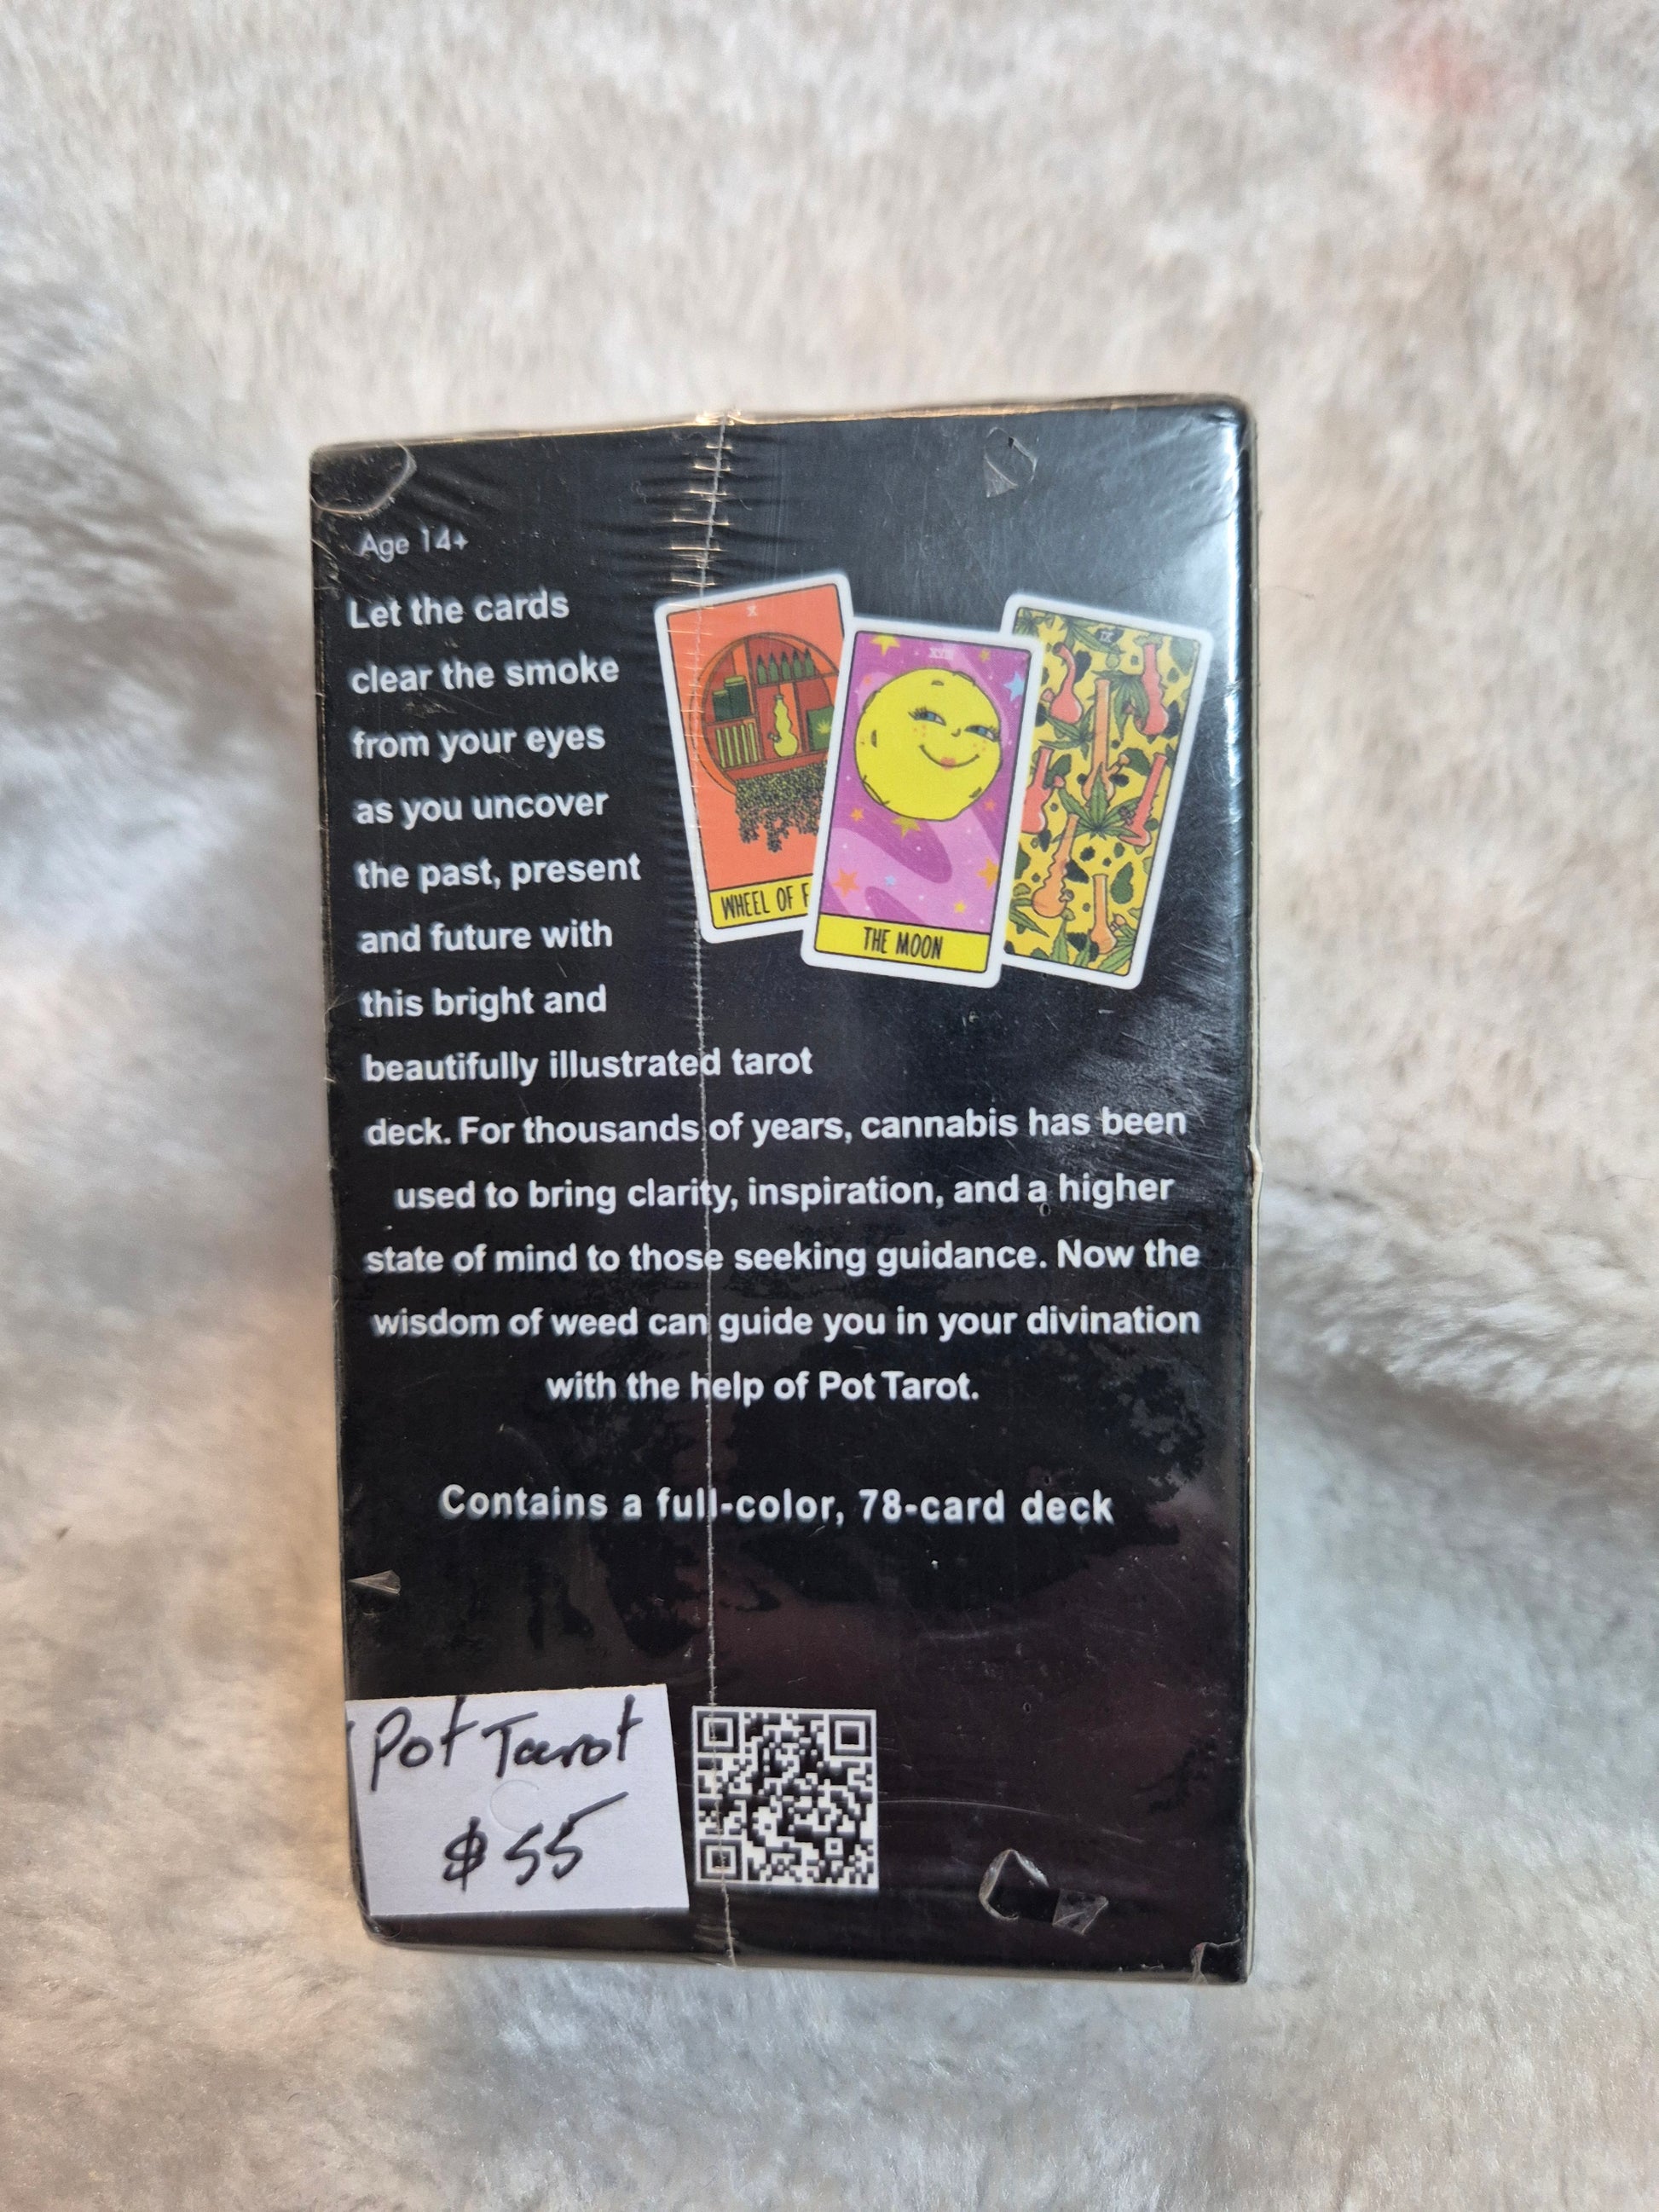 Age 14+
Let the cards
clear the smoke
from your eyes
as you uncover
the past, present
and future with
this bright and
beautifully illustrated tarot
deck. For thousands of years, cannabis has been
used to bring clarity, inspiration, and a higher
state of mind to those seeking guidance. Now the
wisdom of weed can guide you in your divination
with the help of Pot Tarot.
X
WHEEL OF F
XVIII
THE MOON
Contains a full-color, 78-card deck
Pot Tarot
$55